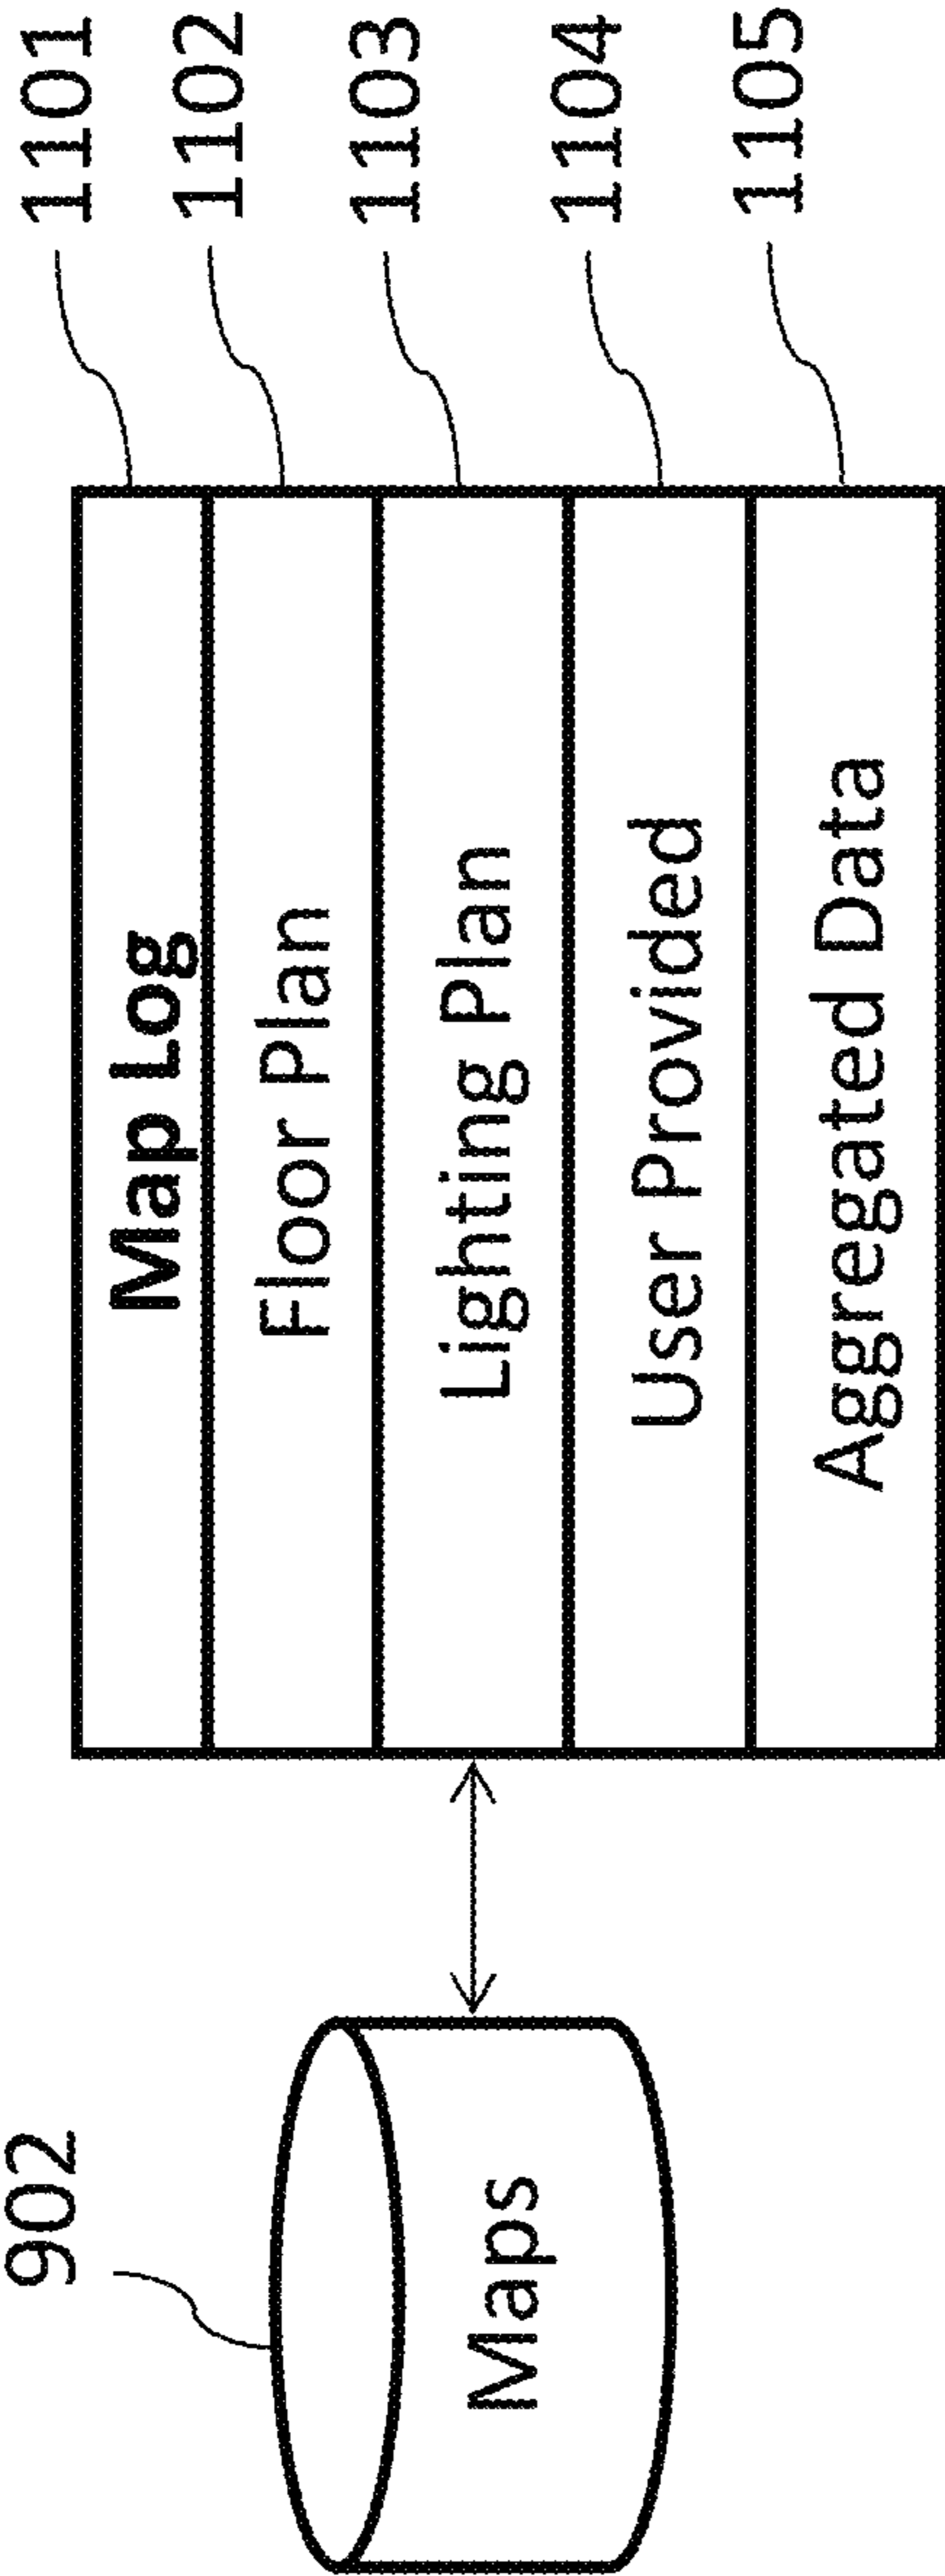 902
Maps
Map Log
1101
Floor Plan
1102
Lighting Plan
1103
User Provided
1104
Aggregated Data
1105